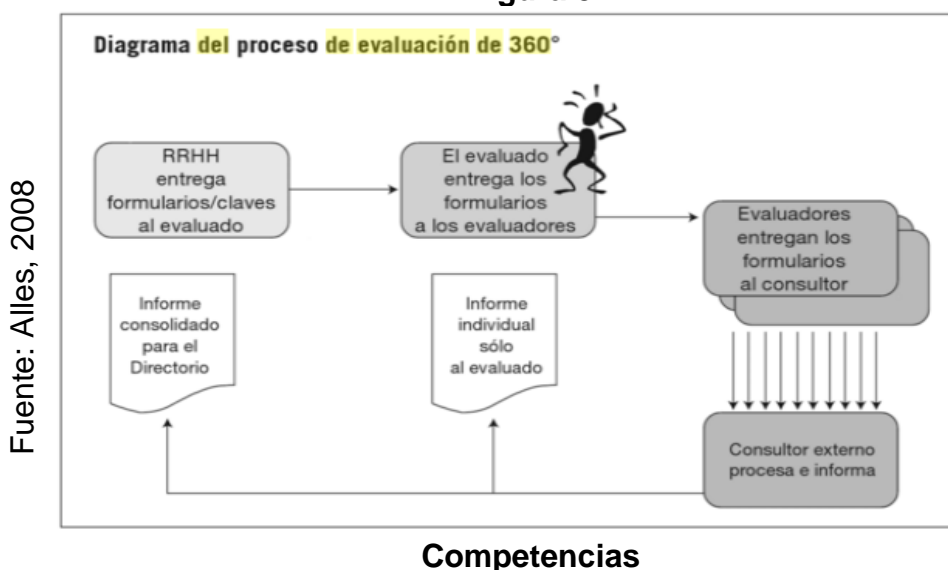 Diagrama del proceso de evaluación de 360°
RRHH
entrega
formularios/claves
al evaluado
El evaluado
entrega los
formularios
a los evaluadores
Evaluadores
entregan los
formularios
al consultor
Informe
consolidado
para el
Directorio
Informe
individual
sólo
al evaluado
Consultor externo
procesa e informa
Fuente: Alles, 2008
Competencias